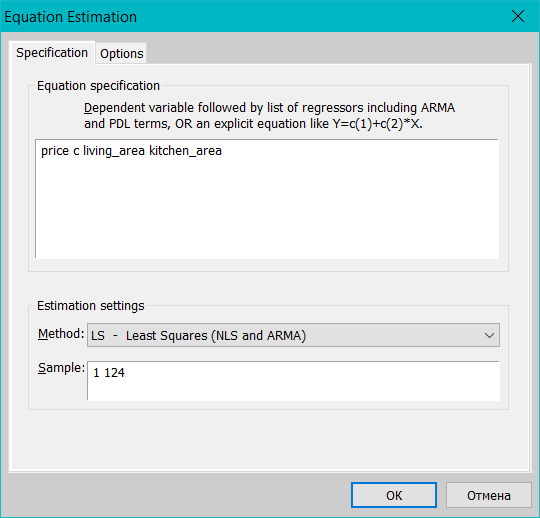 Equation Estimation
Specification
Options
Equation specification
Dependent variable followed by list of regressors including ARMA
and PDL terms, OR an explicit equation like Y=c(1)+c(2)*X.
price c living_area kitchen_area
Estimation settings
Method: LS - Least Squares (NLS and ARMA)
Sample: 1 124
OK
Отмена